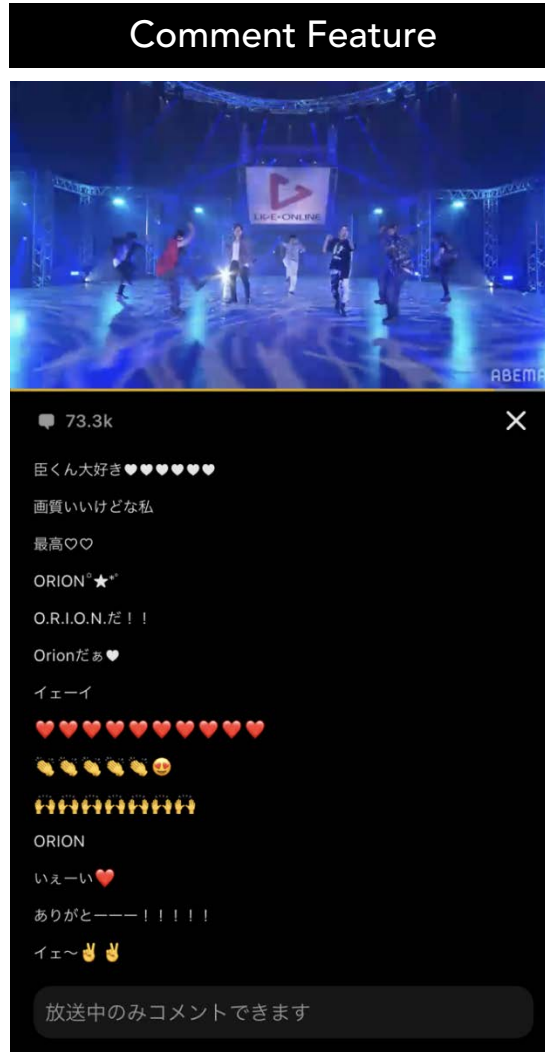 Comment Feature
LIVE×ONLINE
ABEMA
73.3k
臣くん大好き♥♥♥♥♥♥
画質いいけどな私
最高♡♡
ORION°★*ﾟ
O.R.I.O.N.だ！！
Orionだぁ♥
イェーイ
❤️❤️❤️❤️❤️❤️❤️❤️❤️❤️
👏👏👏👏👏😍
🙌🙌🙌🙌🙌🙌🙌
ORION
いぇーい❤️
ありがとーーー！！！！！
イェ〜✌️✌️
放送中のみコメントできます